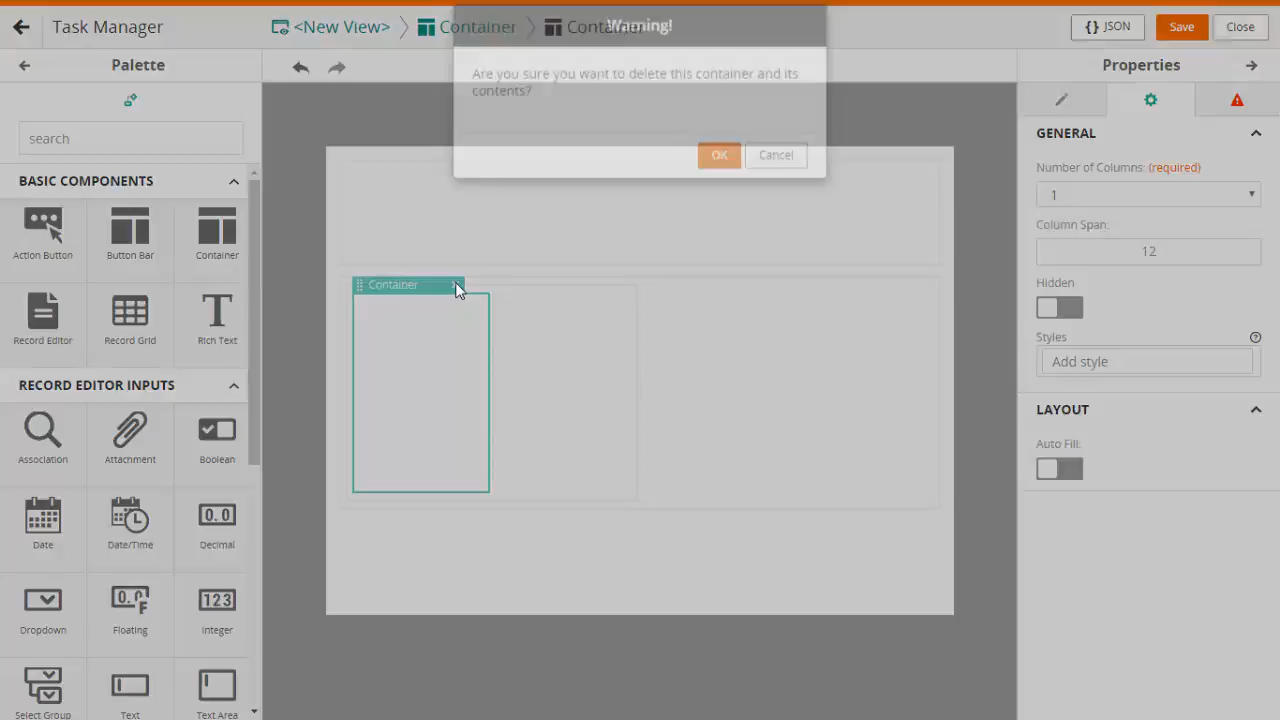 Task Manager
<New View>
Container
Container
{} JSON
Save
Close
Warning!
Are you sure you want to delete this container and its
contents?
OK
Cancel
Palette
search
BASIC COMPONENTS
Action Button
Button Bar
Container
Record Editor
Record Grid
Rich Text
RECORD EDITOR INPUTS
Association
Attachment
Boolean
Date
Date/Time
0.0
Decimal
Dropdown
Floating
123
Integer
Select Group
Text
Text Area
Container
Properties
GENERAL
Number of Columns: (required)
1
Column Span:
12
Hidden
Styles
Add style
LAYOUT
Auto Fill: